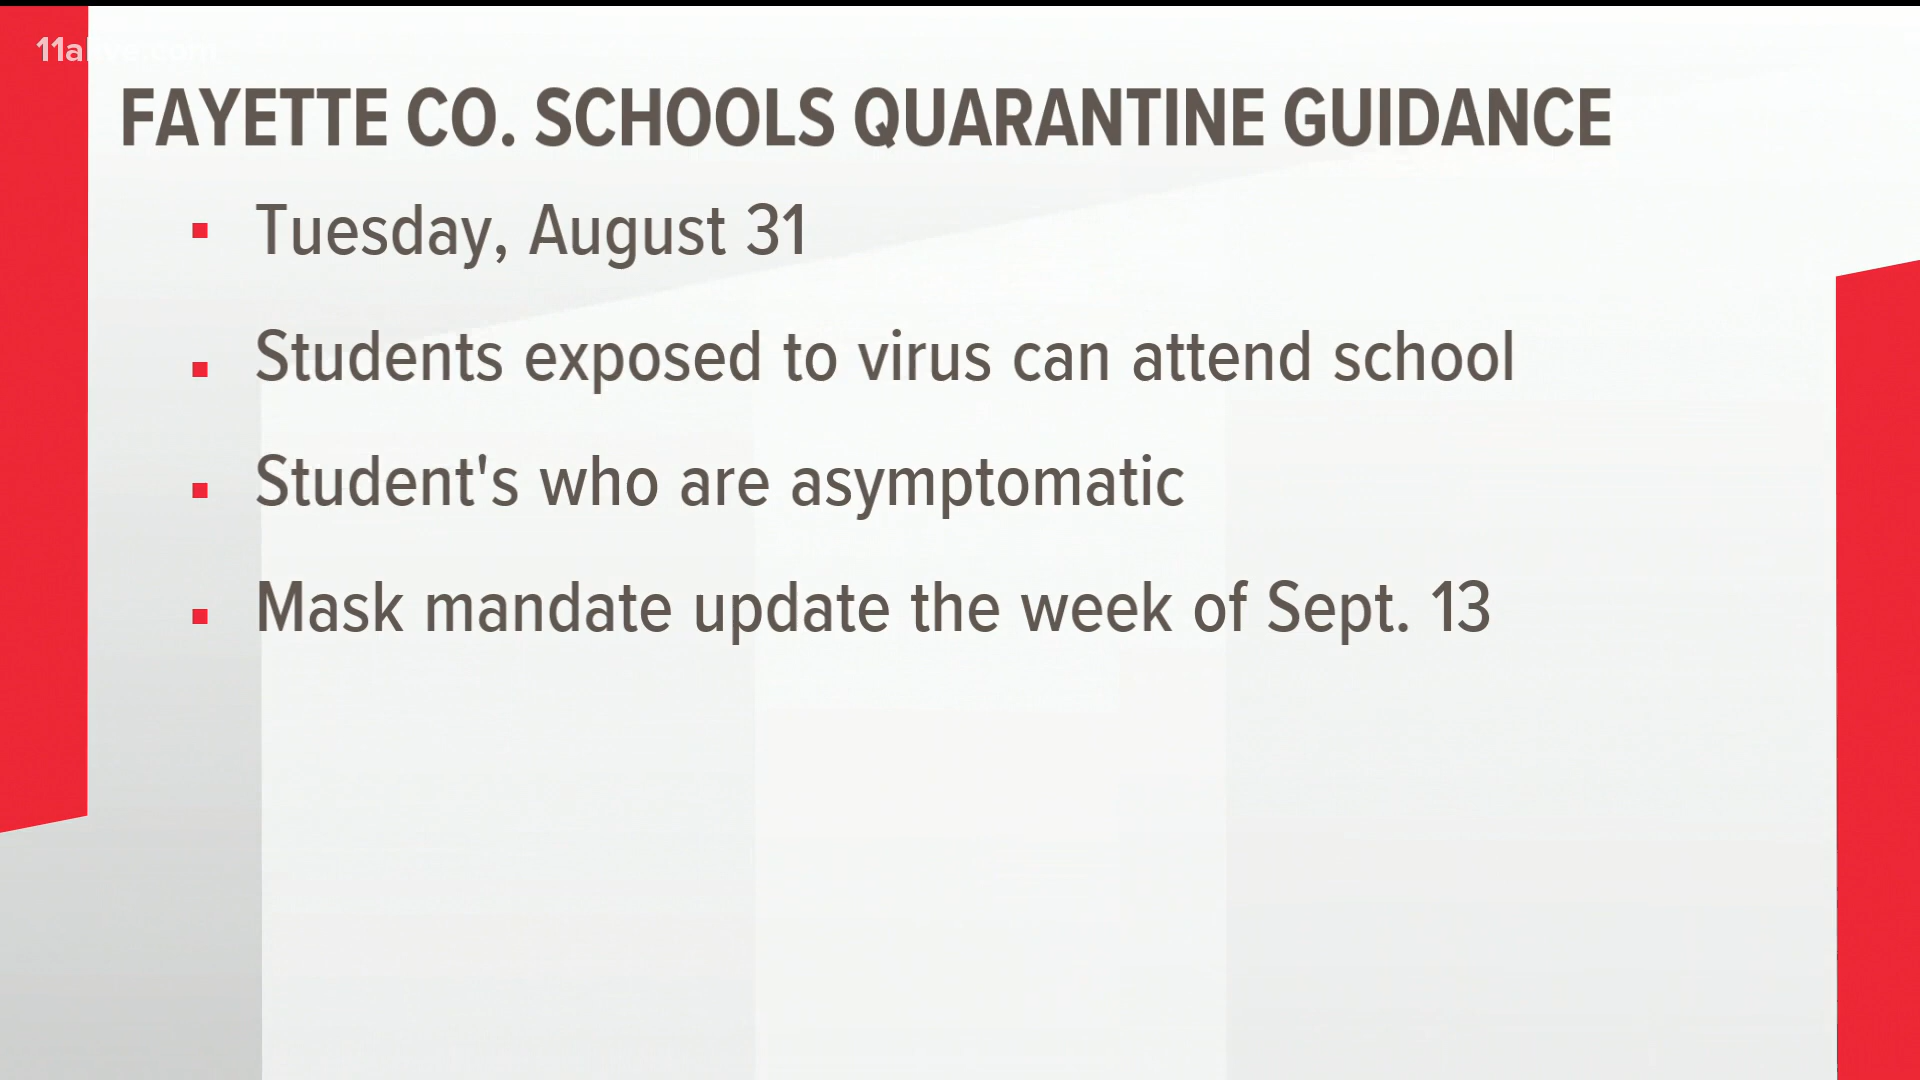 11alive.com
FAYETTE CO. SCHOOLS QUARANTINE GUIDANCE
Tuesday, August 31
Students exposed to virus can attend school
Student's who are asymptomatic
Mask mandate update the week of Sept. 13